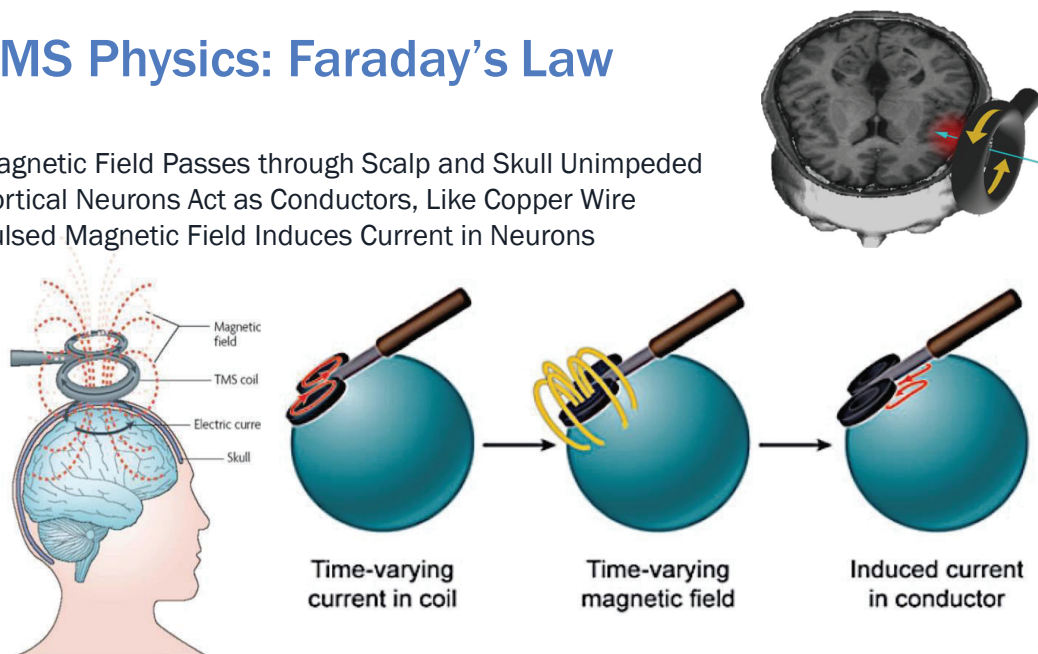 MS Physics: Faraday's Law
agnetic Field Passes through Scalp and Skull Unimpeded
ortical Neurons Act as Conductors, Like Copper Wire
ulsed Magnetic Field Induces Current in Neurons
Magnetic
field
TMS coil
Electric curre
Skull
Time-varying
current in coil
Time-varying
magnetic field
Induced current
in conductor